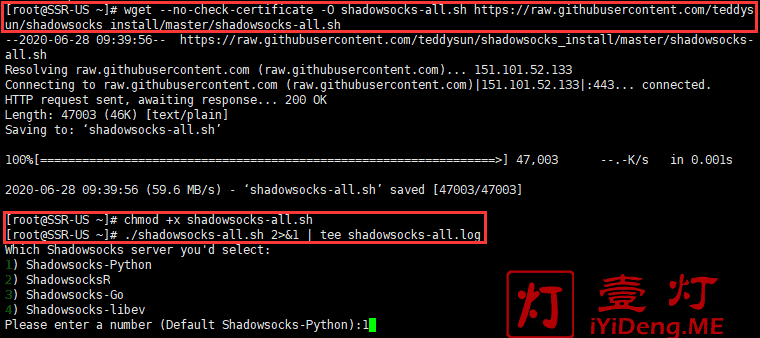 [root@SSR-US ~]# wget --no-check-certificate -O shadowsocks-all.sh https://raw.githubusercontent.com/teddys
un/shadowsocks_install/master/shadowsocks-all.sh
--2020-06-28 09:39:56--  https://raw.githubusercontent.com/teddysun/shadowsocks_install/master/shadowsocks-
all.sh
Resolving raw.githubusercontent.com (raw.githubusercontent.com)... 151.101.52.133
Connecting to raw.githubusercontent.com (raw.githubusercontent.com)|151.101.52.133|:443... connected.
HTTP request sent, awaiting response... 200 OK
Length: 47003 (46K) [text/plain]
Saving to: ‘shadowsocks-all.sh’
100%[=========================================================>] 47,003      --.-K/s   in 0.001s
2020-06-28 09:39:56 (59.6 MB/s) - ‘shadowsocks-all.sh’ saved [47003/47003]
[root@SSR-US ~]# chmod +x shadowsocks-all.sh
[root@SSR-US ~]# ./shadowsocks-all.sh 2>&1 | tee shadowsocks-all.log
Which Shadowsocks server you'd select:
1) Shadowsocks-Python
2) ShadowsocksR
3) Shadowsocks-Go
4) Shadowsocks-libev
Please enter a number (Default Shadowsocks-Python):1
灯 壹灯
iYiDeng.ME